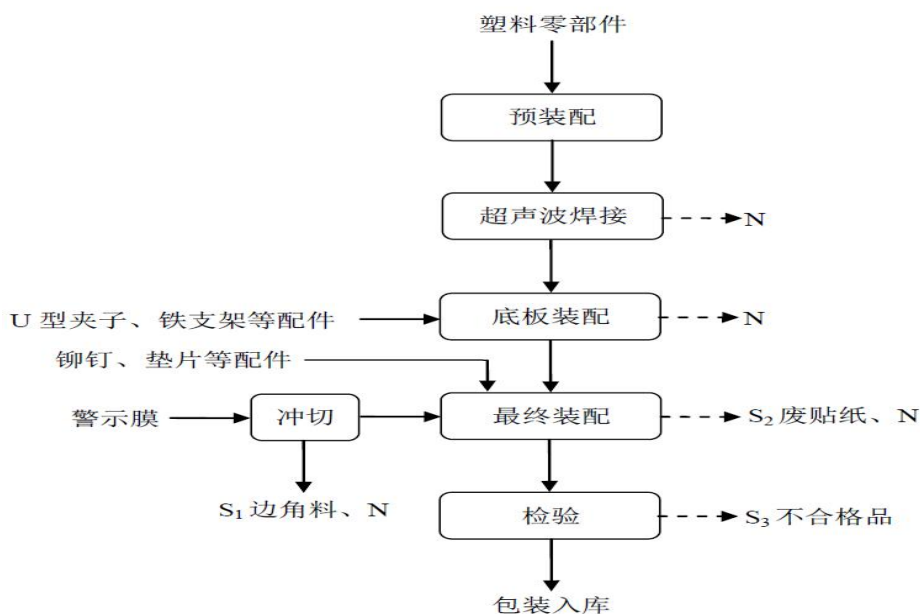 塑料零部件
预装配
超声波焊接
N
U 型夹子、铁支架等配件
底板装配
N
铆钉、垫片等配件
警示膜
冲切
最终装配
S₂ 废贴纸、N
S₁ 边角料、N
检验
S₃ 不合格品
包装入库